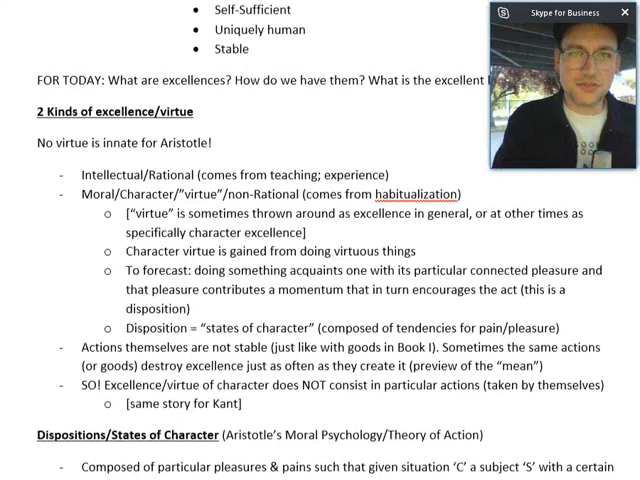 • Self-Sufficient
• Uniquely human
• Stable
Skype for Business
FOR TODAY: What are excellences? How do we have them? What is the excellent
2 Kinds of excellence/virtue
No virtue is innate for Aristotle!
- Intellectual/Rational (comes from teaching; experience)
- Moral/Character/”virtue”/non-Rational (comes from habitualization)
o [“virtue” is sometimes thrown around as excellence in general, or at other times as
specifically character excellence]
o Character virtue is gained from doing virtuous things
o To forecast: doing something acquaints one with its particular connected pleasure and
that pleasure contributes a momentum that in turn encourages the act (this is a
disposition)
o Disposition = “states of character” (composed of tendencies for pain/pleasure)
- Actions themselves are not stable (just like with goods in Book I). Sometimes the same actions
(or goods) destroy excellence just as often as they create it (preview of the “mean”)
- SO! Excellence/virtue of character does NOT consist in particular actions (taken by themselves)
o [same story for Kant]
Dispositions/States of Character (Aristotle’s Moral Psychology/Theory of Action)
- Composed of particular pleasures & pains such that given situation ‘C’ a subject ‘S’ with a certain